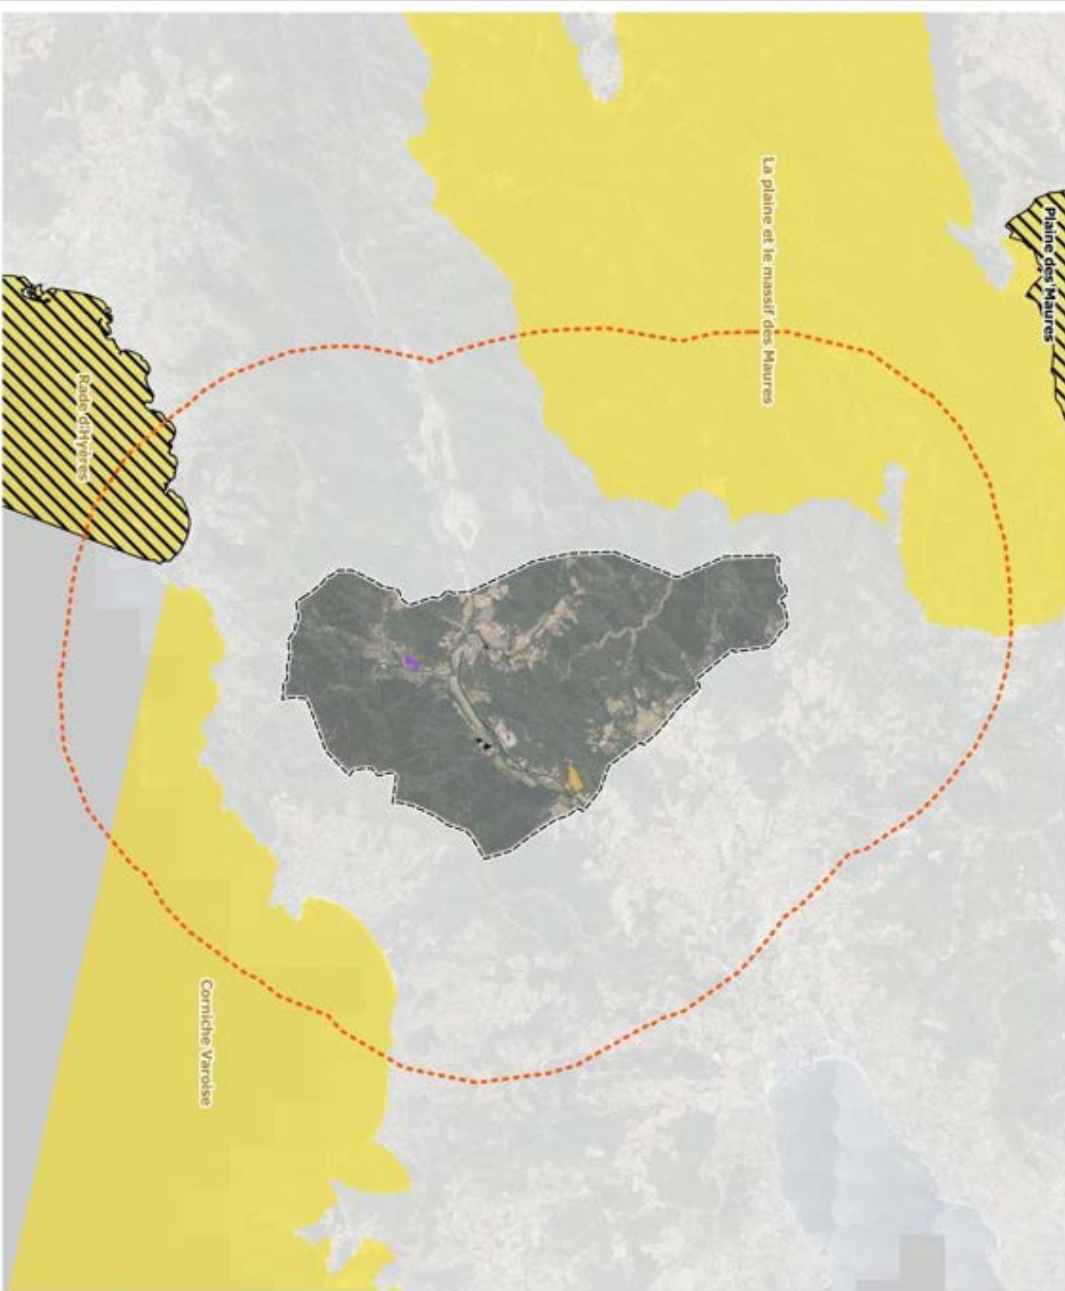 La plaine et le massif des Maures
Plaine des Maures
Rade d'Hyères
Corniche Varoise